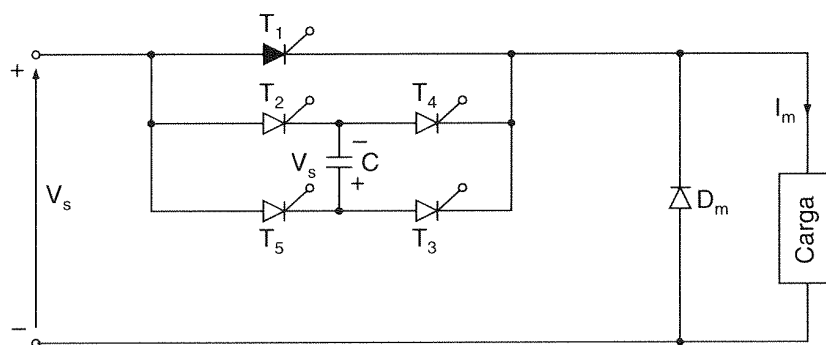 T1
+
T2
T4
Im
−
Vs
C
Vs
+
Dm
Carga
T5
T3
−